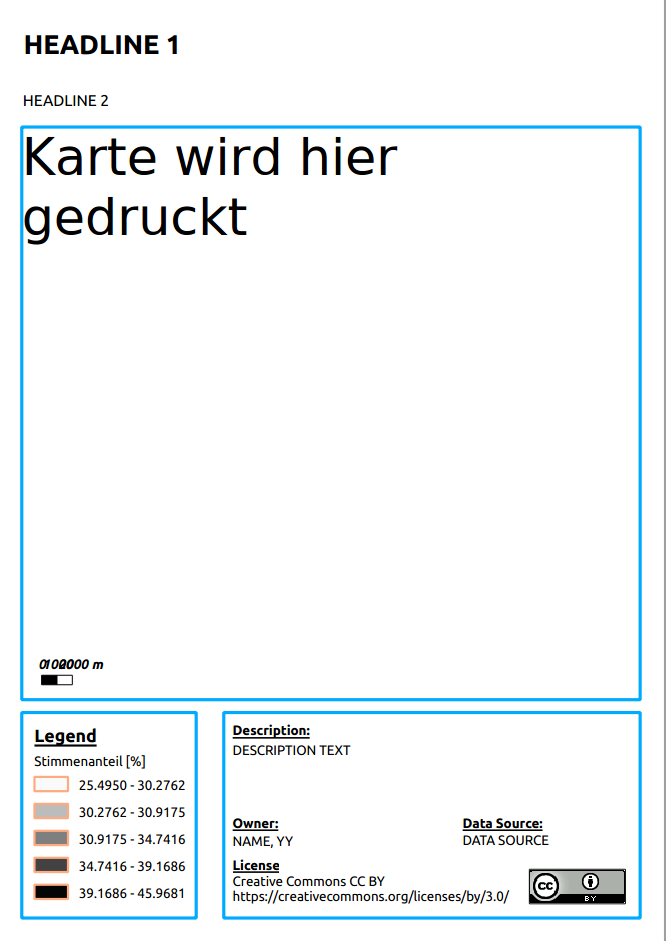 HEADLINE 1
HEADLINE 2
Karte wird hier
gedruckt
m
Legend
Stimmenanteil [%]
25.4950 - 30.2762
30.2762 - 30.9175
30.9175 - 34.7416
34.7416 - 39.1686
39.1686 - 45.9681
Description:
DESCRIPTION TEXT
Owner:
NAME, YY
Data Source:
DATA SOURCE
License
Creative Commons CC BY
https://creativecommons.org/licenses/by/3.0/
cc
BY